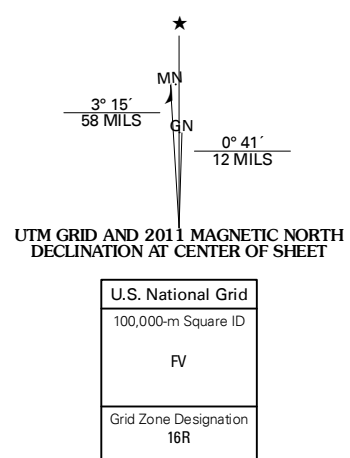 ★
MN
3° 15´
58 MILS
GN
0° 41´
12 MILS
UTM GRID AND 2011 MAGNETIC NORTH
DECLINATION AT CENTER OF SHEET
U.S. National Grid
100,000-m Square ID
FV
Grid Zone Designation
16R